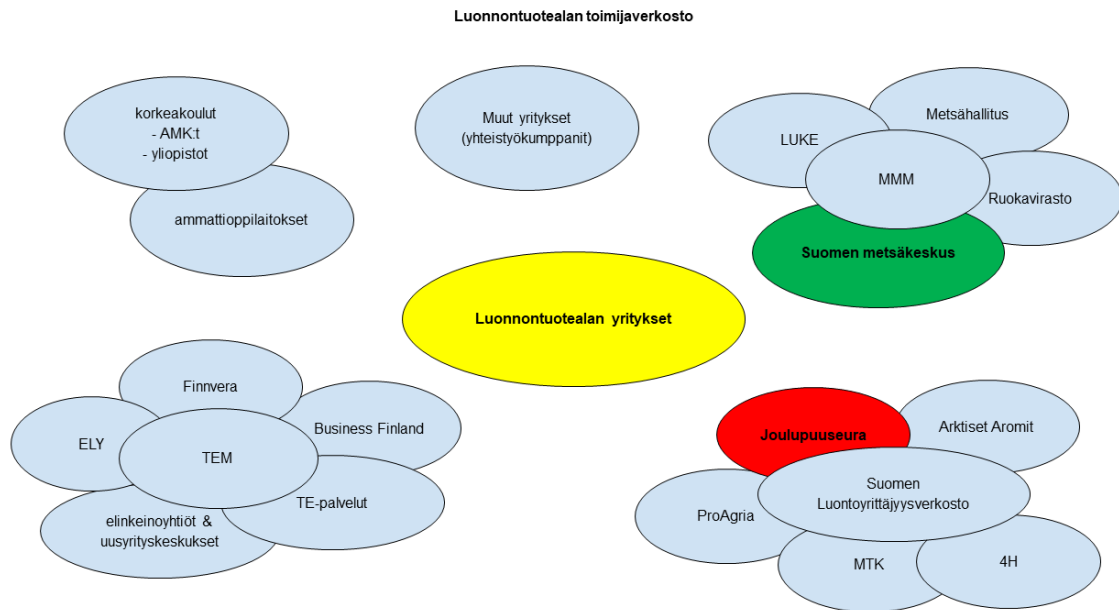 Luonnontuotealan toimijaverkosto
korkeakoulut
- AMK:t
- yliopistot
ammattioppilaitokset
Muut yritykset
(yhteistyökumppanit)
LUKE
Metsähallitus
MMM
Ruokavirasto
Suomen metsäkeskus
Luonnontuotealan yritykset
Finnvera
ELY
TEM
Business Finland
TE-palvelut
elinkeinoyhtiöt &
uusyrityskeskukset
Joulupuuseura
Arktiset Aromit
Suomen
Luontoyrittäjyysverkosto
ProAgria
MTK
4H